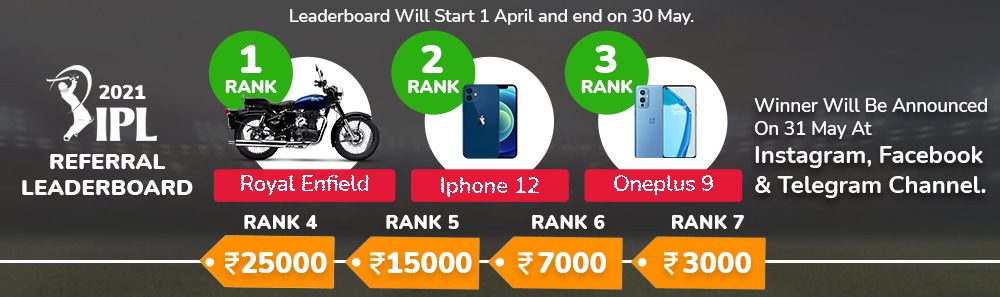 Leaderboard Will Start 1 April and end on 30 May.
2021
IPL
REFERRAL
LEADERBOARD
1
RANK
Royal Enfield
2
RANK
Iphone 12
3
RANK
Oneplus 9
Winner Will Be Announced
On 31 May At
Instagram, Facebook
& Telegram Channel.
RANK 4
₹25000
RANK 5
₹15000
RANK 6
₹7000
RANK 7
₹3000